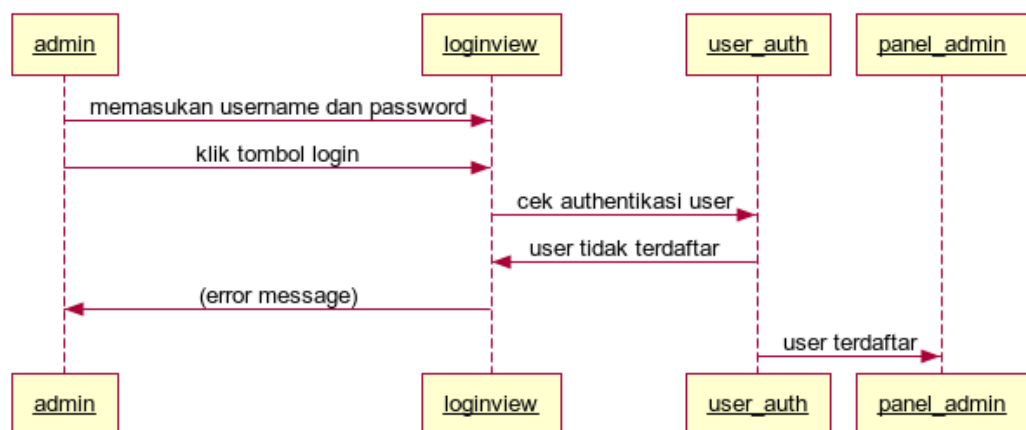 admin
loginview
user_auth
panel_admin
memasukan username dan password
klik tombol login
cek authentikasi user
user tidak terdaftar
(error message)
user terdaftar
admin
loginview
user_auth
panel_admin